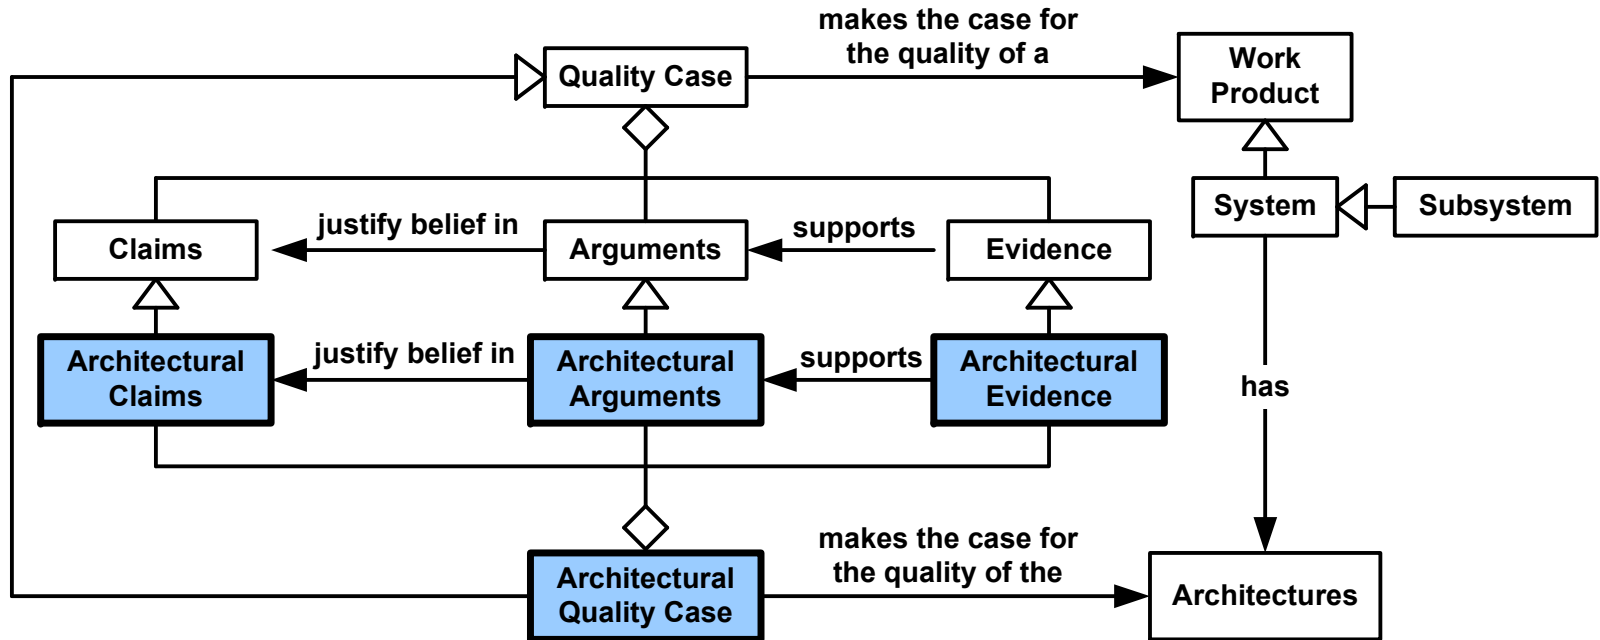 makes the case for
the quality of a
Quality Case
Work
Product
System
Subsystem
justify belief in
supports
Claims
Arguments
Evidence
justify belief in
supports
Architectural
Claims
Architectural
Arguments
Architectural
Evidence
has
makes the case for
the quality of the
Architectural
Quality Case
Architectures